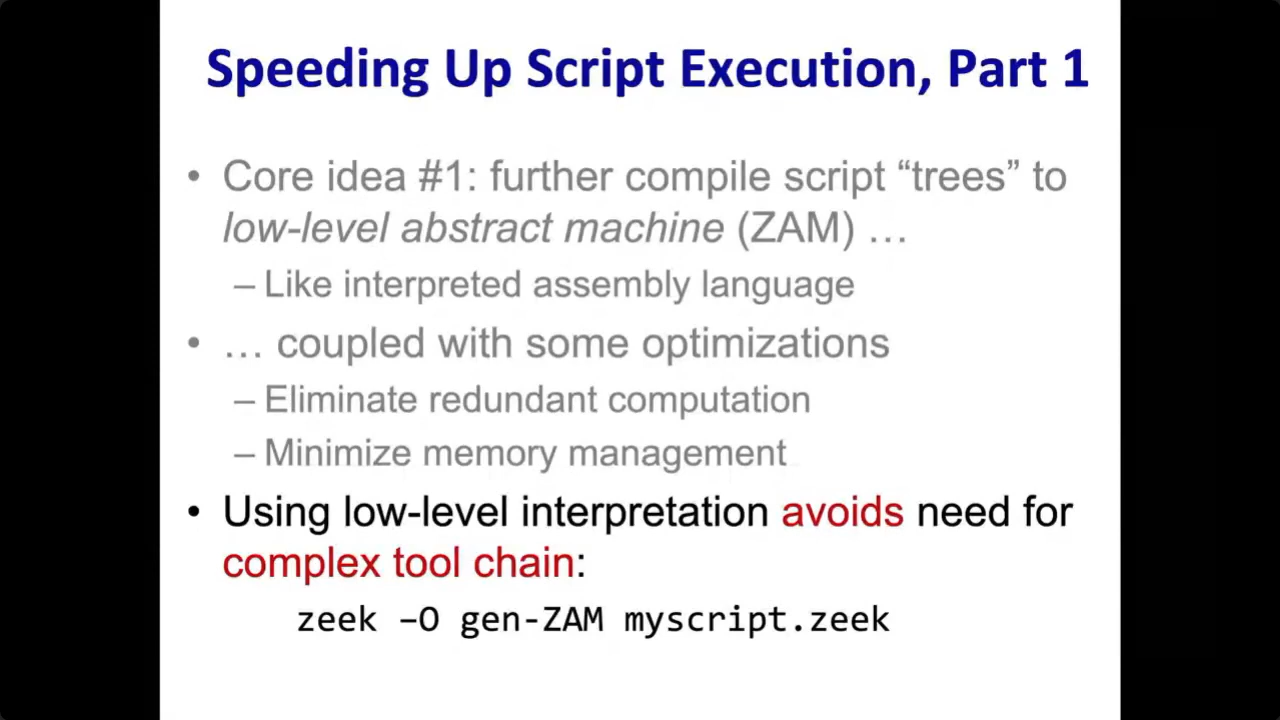 Speeding Up Script Execution, Part 1
• Core idea #1: further compile script “trees” to
low-level abstract machine (ZAM) …
– Like interpreted assembly language
• … coupled with some optimizations
– Eliminate redundant computation
– Minimize memory management
• Using low-level interpretation avoids need for
complex tool chain:
zeek –O gen-ZAM myscript.zeek